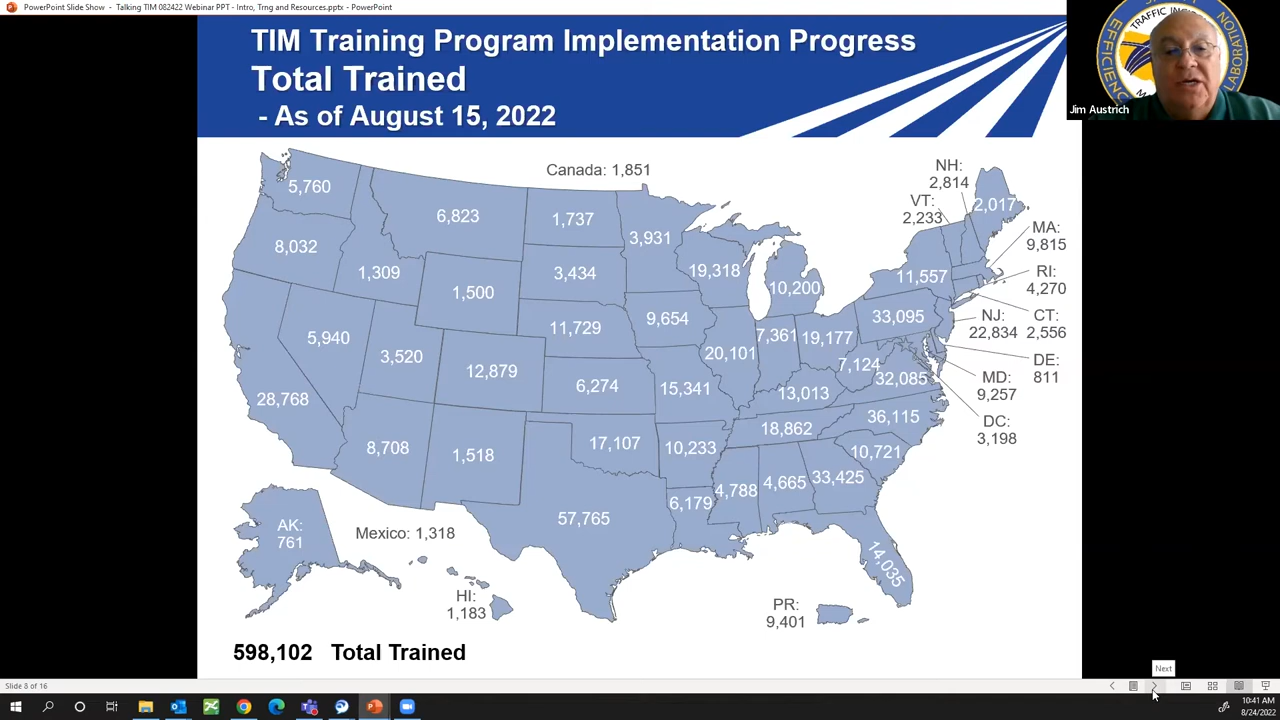 PowerPoint Slide Show - Talking TIM 082422 Webinar PPT - Intro, Trng and Resources.pptx - PowerPoint
TIM Training Program Implementation Progress
Total Trained
- As of August 15, 2022
TRAFFIC INCI
EFFICIENC
LABORATION
Jim Austrich
Canada: 1,851
NH:
2,814
VT:
2,233
2,017
MA:
9,815
RI:
4,270
CT:
2,556
NJ:
22,834
DE:
811
MD:
9,257
DC:
3,198
5,760
6,823
1,737
3,931
8,032
1,309
3,434
19,318
10,200
11,557
1,500
9,654
33,095
5,940
11,729
7,361
19,177
3,520
20,101
7,124
12,879
6,274
15,341
32,085
28,768
13,013
36,115
18,862
8,708
1,518
17,107
10,233
10,721
4,788
4,665
33,425
6,179
57,765
14,035
AK:
761
Mexico: 1,318
HI:
1,183
PR:
9,401
598,102 Total Trained
Next
Slide 8 of 16
10:41 AM
8/24/2022